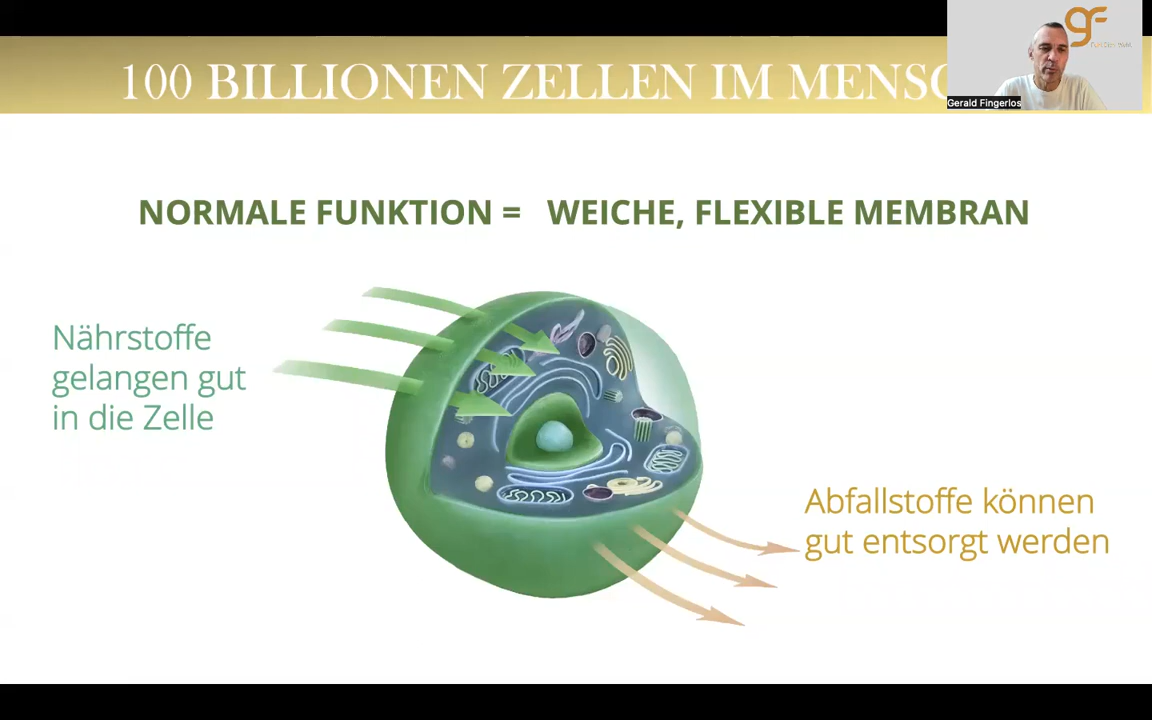 100 BILLIONEN ZELLEN IM MENSC
gf
Gerald Fingerlos
NORMALE FUNKTION = WEICHE, FLEXIBLE MEMBRAN
Nährstoffe
gelangen gut
in die Zelle
Abfallstoffe können
gut entsorgt werden